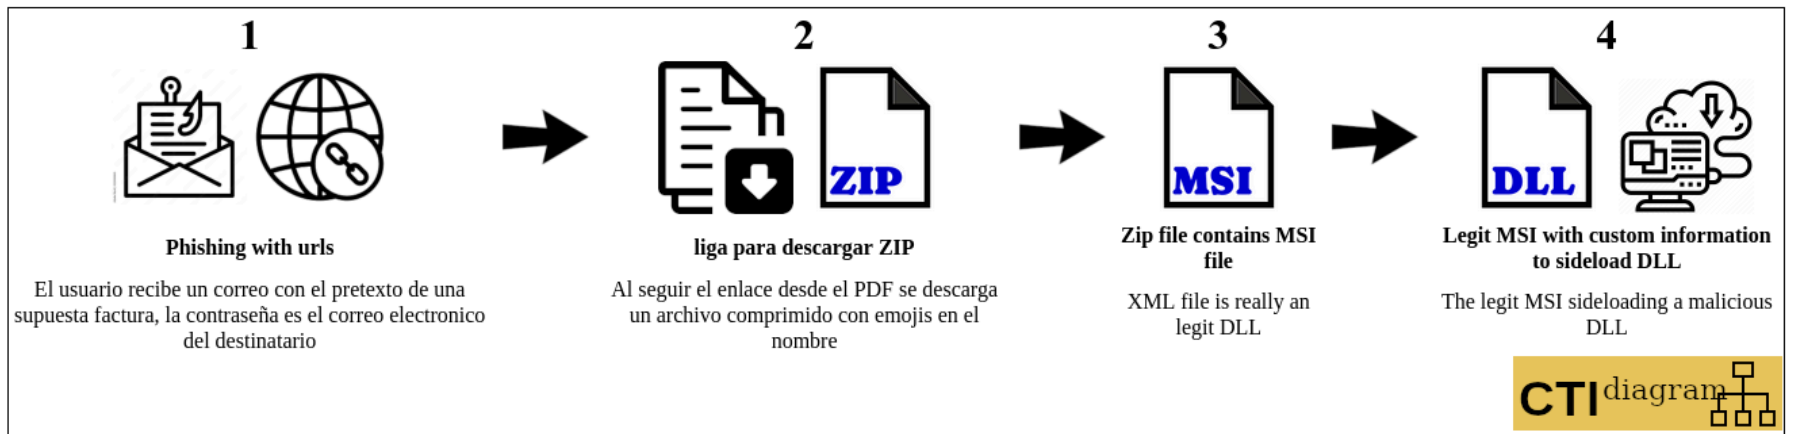 1
Phishing with urls
El usuario recibe un correo con el pretexto de una
supuesta factura, la contraseña es el correo electronico
del destinatario
2
ZIP
liga para descargar ZIP
Al seguir el enlace desde el PDF se descarga
un archivo comprimido con emojis en el
nombre
3
MSI
Zip file contains MSI
file
XML file is really an
legit DLL
4
DLL
Legit MSI with custom information
to sideload DLL
The legit MSI sideloading a malicious
DLL
CTI diagram